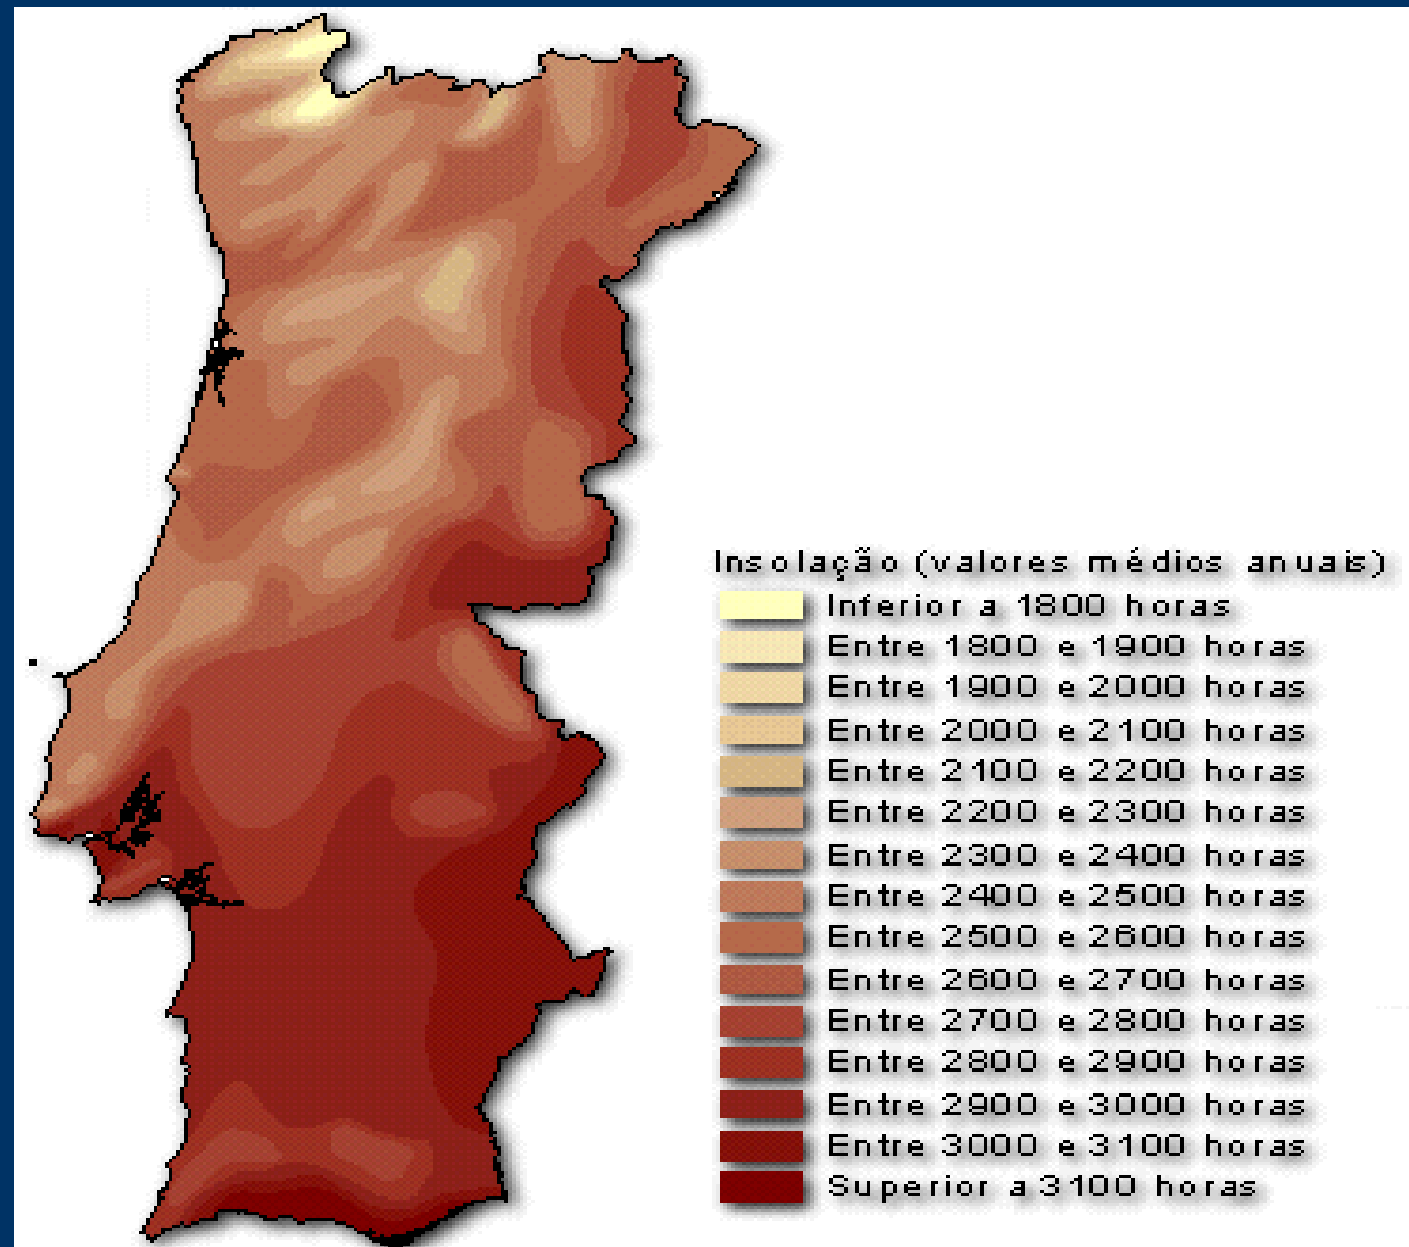 Insolação (valores médios anuais)
Inferior a 1800 horas
Entre 1800 e 1900 horas
Entre 1900 e 2000 horas
Entre 2000 e 2100 horas
Entre 2100 e 2200 horas
Entre 2200 e 2300 horas
Entre 2300 e 2400 horas
Entre 2400 e 2500 horas
Entre 2500 e 2600 horas
Entre 2600 e 2700 horas
Entre 2700 e 2800 horas
Entre 2800 e 2900 horas
Entre 2900 e 3000 horas
Entre 3000 e 3100 horas
Superior a 3100 horas